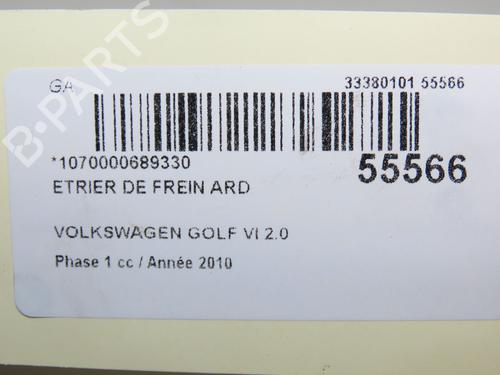 GA 33380101 55566
*1070000689330 55566
ETRIER DE FREIN ARD
VOLKSWAGEN GOLF VI 2.0
Phase 1 cc / Année 2010
B-PARTS